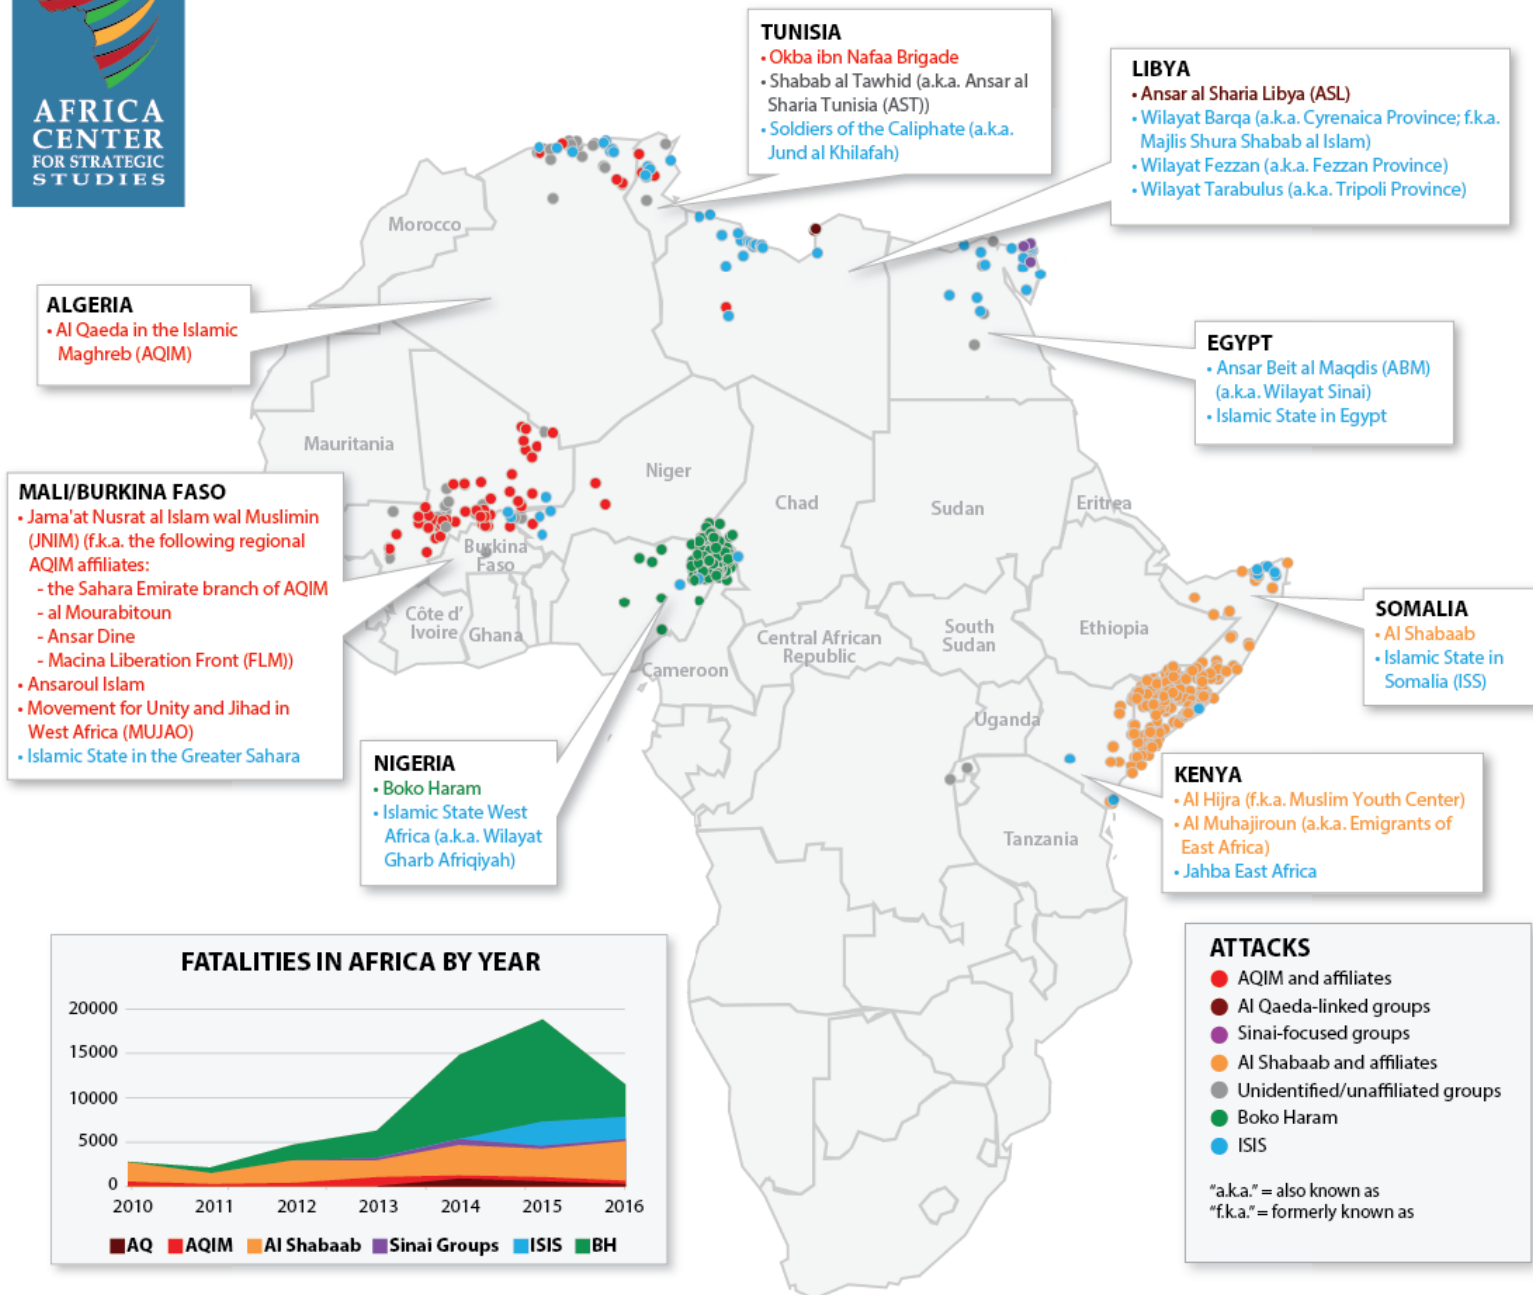 AFRICA
CENTER
FOR STRATEGIC
STUDIES
TUNISIA
• Okba ibn Nafaa Brigade
• Shabab al Tawhid (a.k.a. Ansar al
Sharia Tunisia (AST))
• Soldiers of the Caliphate (a.k.a.
Jund al Khilafah)
LIBYA
• Ansar al Sharia Libya (ASL)
• Wilayat Barqa (a.k.a. Cyrenaica Province; f.k.a.
Majlis Shura Shabab al Islam)
• Wilayat Fezzan (a.k.a. Fezzan Province)
• Wilayat Tarabulus (a.k.a. Tripoli Province)
Morocco
ALGERIA
• Al Qaeda in the Islamic
Maghreb (AQIM)
EGYPT
• Ansar Beit al Maqdis (ABM)
(a.k.a. Wilayat Sinai)
• Islamic State in Egypt
Mauritania
Niger
Chad
Sudan
Eritrea
MALI/BURKINA FASO
• Jama'at Nusrat al Islam wal Muslimin
(JNIM) (f.k.a. the following regional
AQIM affiliates:
- the Sahara Emirate branch of AQIM
- al Mourabitoun
- Ansar Dine
- Macina Liberation Front (FLM))
• Ansaroul Islam
• Movement for Unity and Jihad in
West Africa (MUJAO)
• Islamic State in the Greater Sahara
Burkina
Faso
Côte d'
Ivoire
Ghana
Cameroon
Central African
Republic
South
Sudan
Ethiopia
SOMALIA
• Al Shabaab
• Islamic State in
Somalia (ISS)
Uganda
NIGERIA
• Boko Haram
• Islamic State West
Africa (a.k.a. Wilayat
Gharb Afriqiyah)
KENYA
• Al Hijra (f.k.a. Muslim Youth Center)
• Al Muhajiroun (a.k.a. Emigrants of
East Africa)
• Jahba East Africa
Tanzania
FATALITIES IN AFRICA BY YEAR
20000
15000
10000
5000
0
2010 2011 2012 2013 2014 2015 2016
AQ AQIM Al Shabaab Sinai Groups ISIS BH
ATTACKS
AQIM and affiliates
Al Qaeda-linked groups
Sinai-focused groups
Al Shabaab and affiliates
Unidentified/unaffiliated groups
Boko Haram
ISIS
"a.k.a." = also known as
"f.k.a." = formerly known as